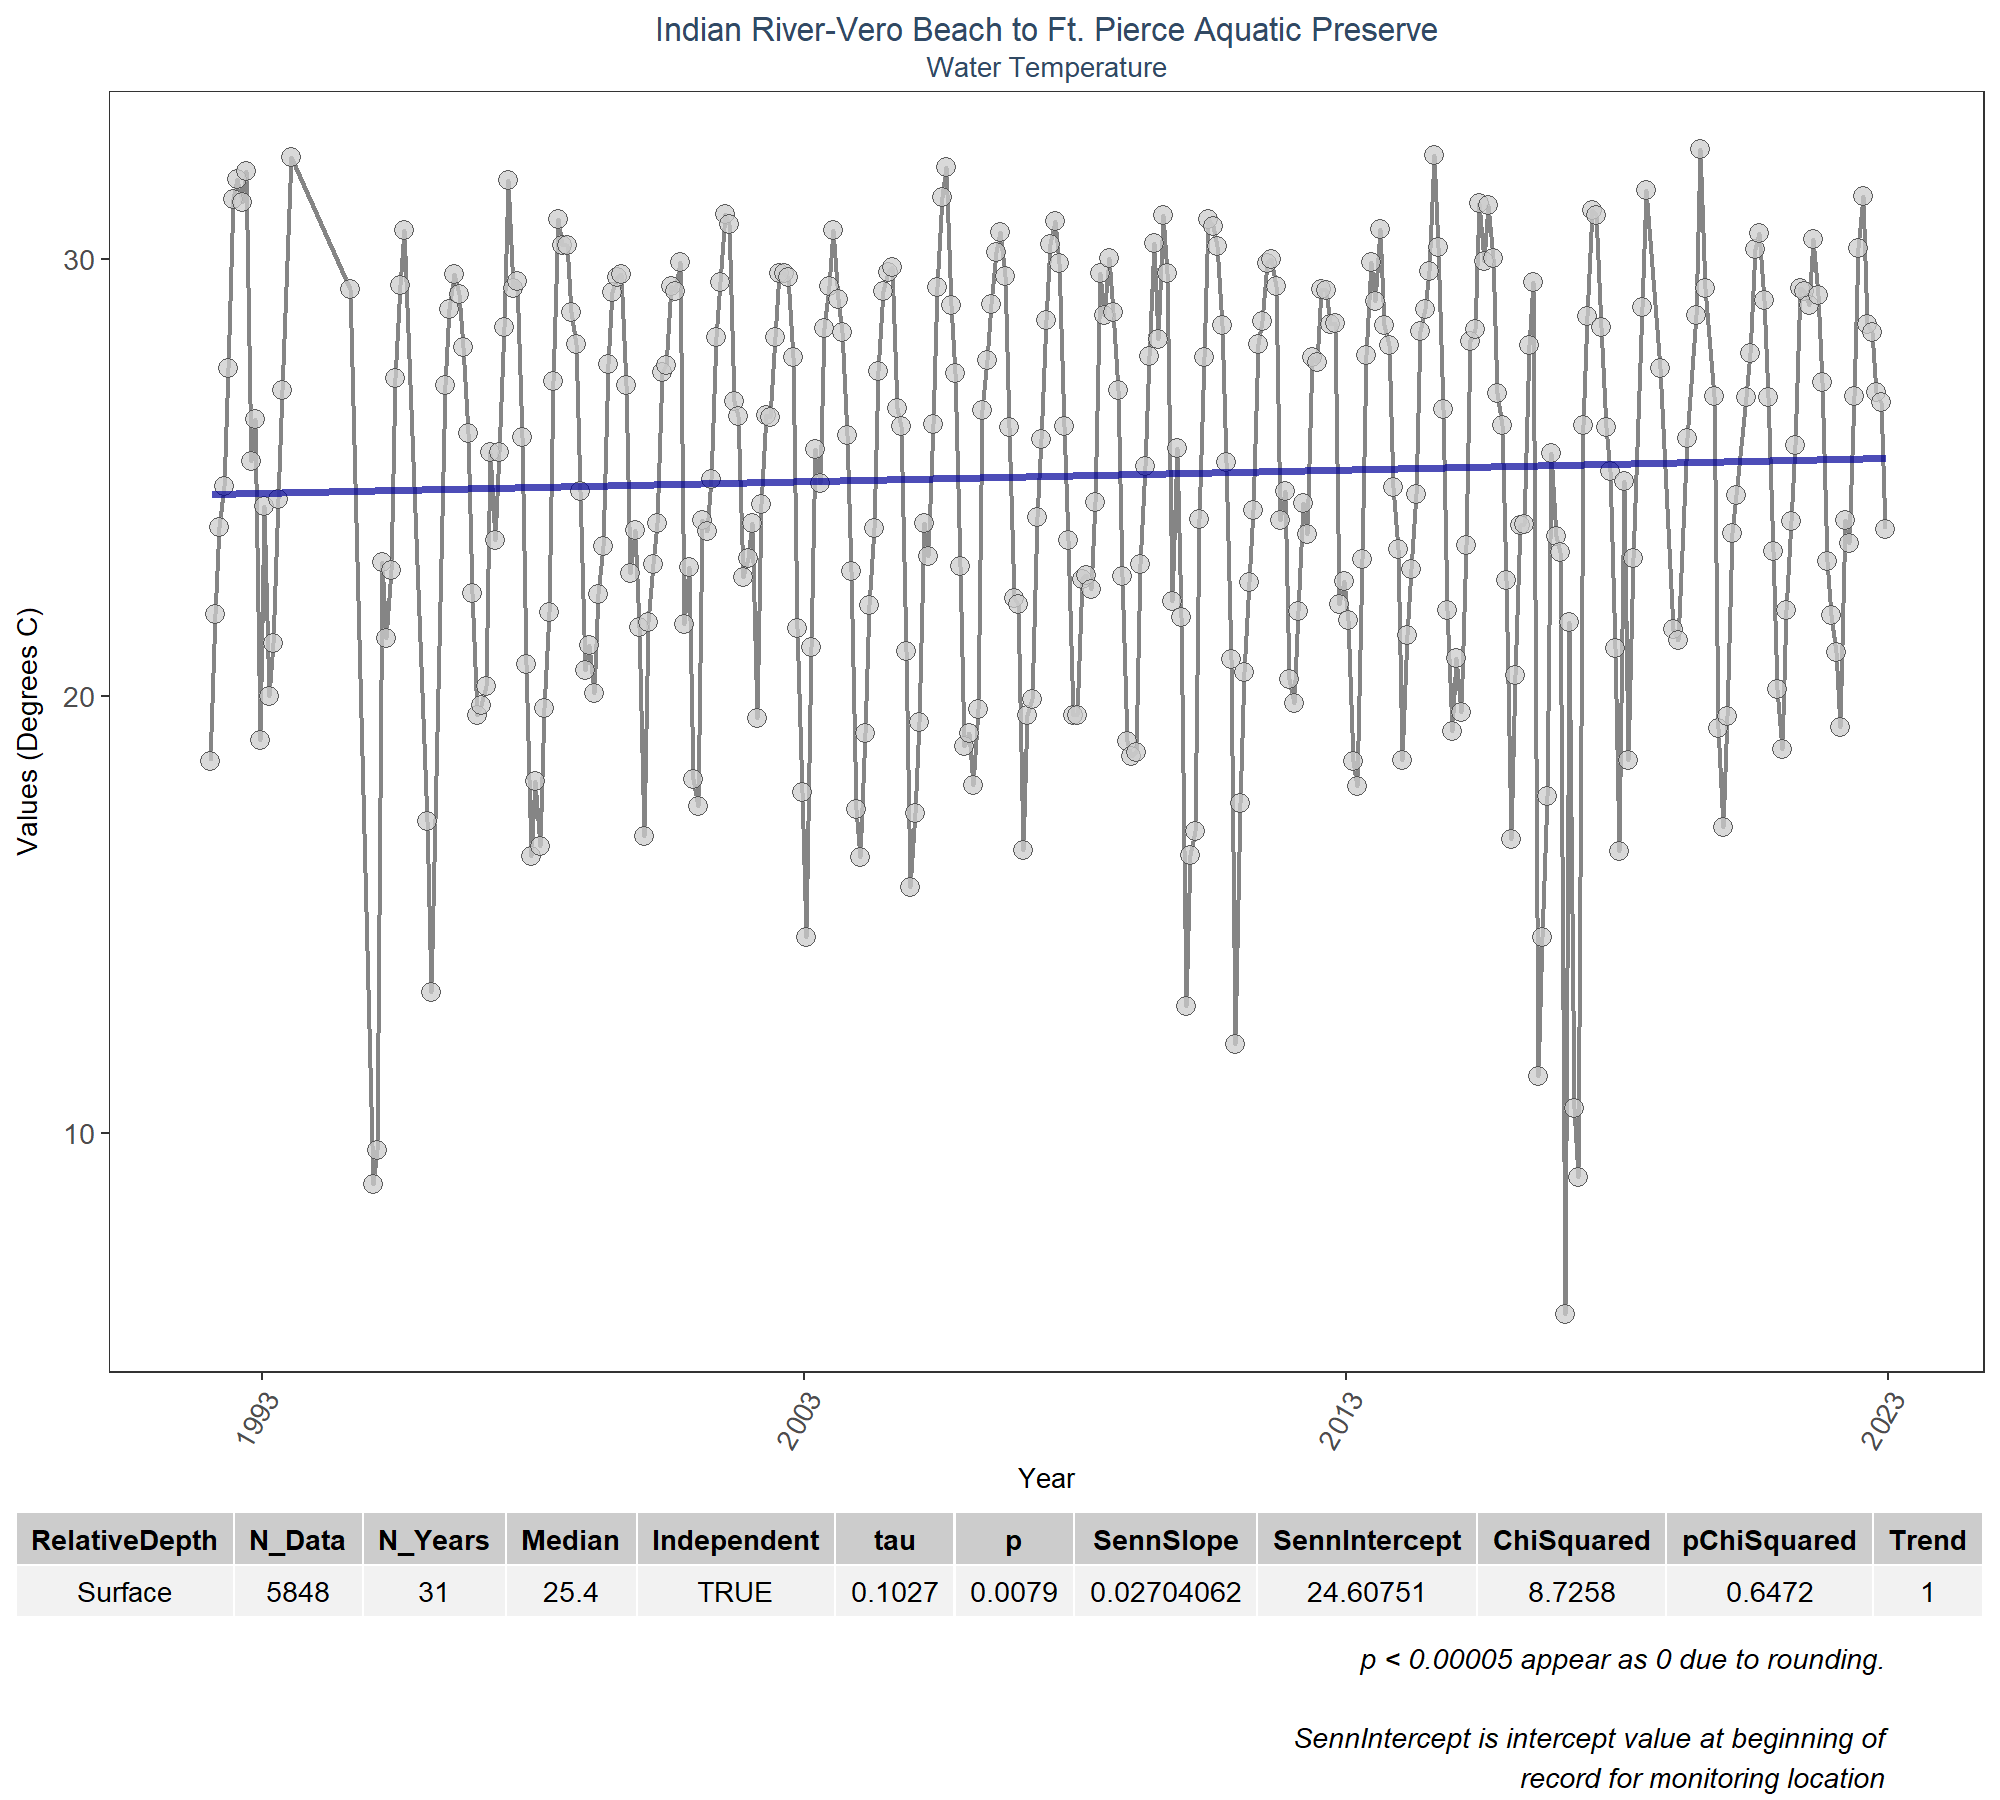 Indian River-Vero Beach to Ft. Pierce Aquatic Preserve
Water Temperature
Values (Degrees C)
30
20
10
1993
2003
2013
2023
Year
RelativeDepth N_Data N_Years Median Independent tau p SennSlope SennIntercept ChiSquared pChiSquared Trend
Surface 5848 31 25.4 TRUE 0.1027 0.0079 0.02704062 24.60751 8.7258 0.6472 1
p < 0.00005 appear as 0 due to rounding.
SennIntercept is intercept value at beginning of
record for monitoring location